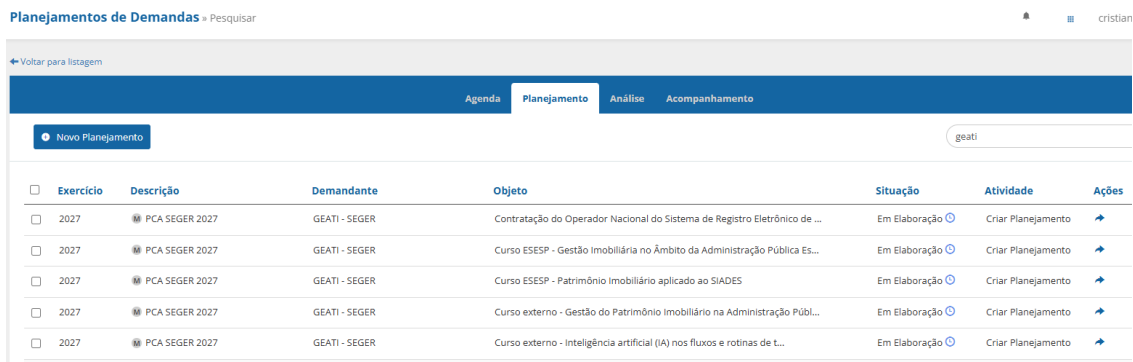 Planejamentos de Demandas » Pesquisar
cristian
Voltar para listagem
Agenda Planejamento Análise Acompanhamento
Novo Planejamento
geati
Exercício Descrição Demandante Objeto Situação Atividade Ações
2027 M PCA SEGER 2027 GEATI - SEGER Contratação do Operador Nacional do Sistema de Registro Eletrônico de ... Em Elaboração Criar Planejamento
2027 M PCA SEGER 2027 GEATI - SEGER Curso ESESP - Gestão Imobiliária no Âmbito da Administração Pública Es... Em Elaboração Criar Planejamento
2027 M PCA SEGER 2027 GEATI - SEGER Curso ESESP - Patrimônio Imobiliário aplicado ao SIADES Em Elaboração Criar Planejamento
2027 M PCA SEGER 2027 GEATI - SEGER Curso externo - Gestão do Patrimônio Imobiliário na Administração Públ... Em Elaboração Criar Planejamento
2027 M PCA SEGER 2027 GEATI - SEGER Curso externo - Inteligência artificial (IA) nos fluxos e rotinas de t... Em Elaboração Criar Planejamento